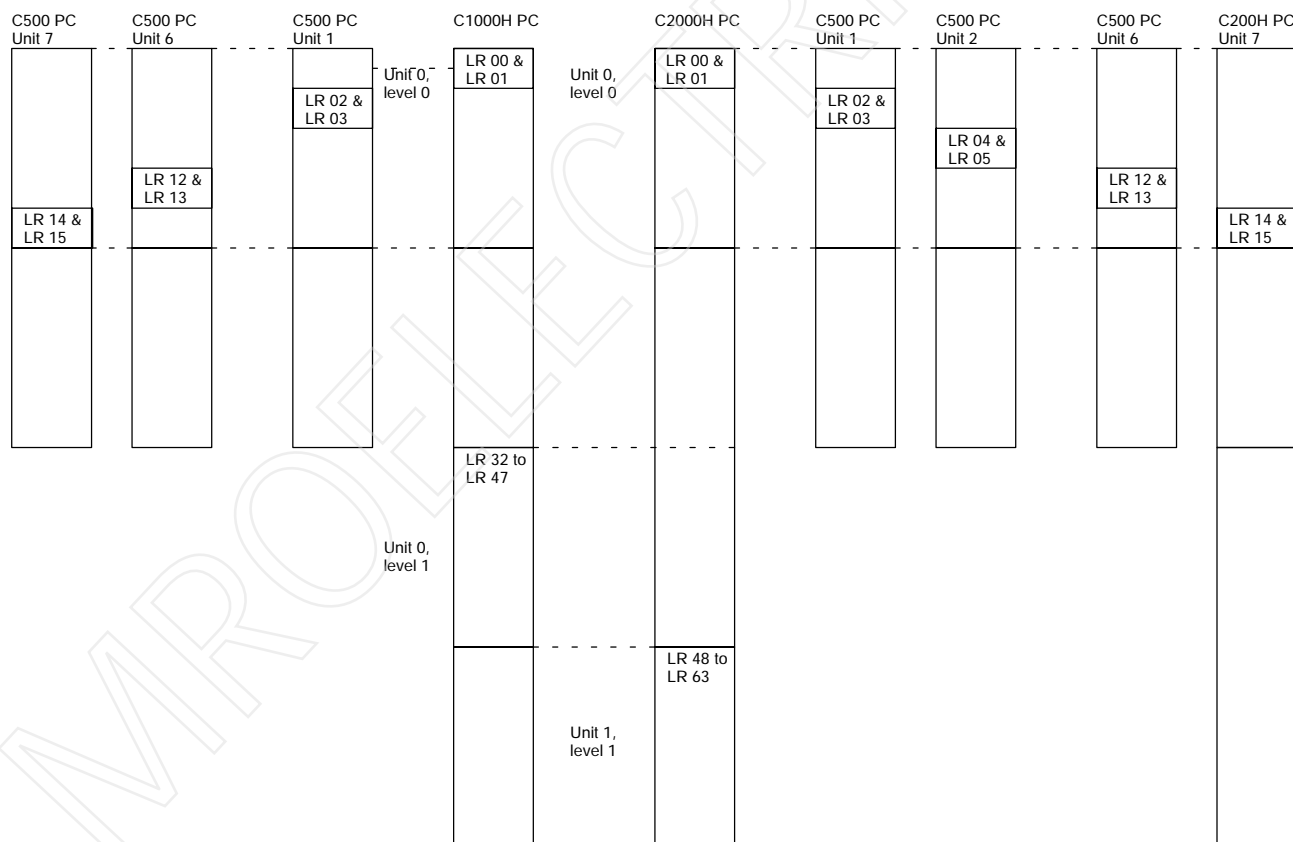 C500 PC
Unit 7
C500 PC
Unit 6
C500 PC
Unit 1
C1000H PC
C2000H PC
C500 PC
Unit 1
C500 PC
Unit 2
C500 PC
Unit 6
C200H PC
Unit 7
LR 14 &
LR 15
LR 12 &
LR 13
LR 02 &
LR 03
Unit 0,
level 0
LR 00 &
LR 01
Unit 0,
level 0
LR 00 &
LR 01
LR 02 &
LR 03
LR 04 &
LR 05
LR 12 &
LR 13
LR 14 &
LR 15
LR 32 to
LR 47
Unit 0,
level 1
LR 48 to
LR 63
Unit 1,
level 1
MROELECTRI